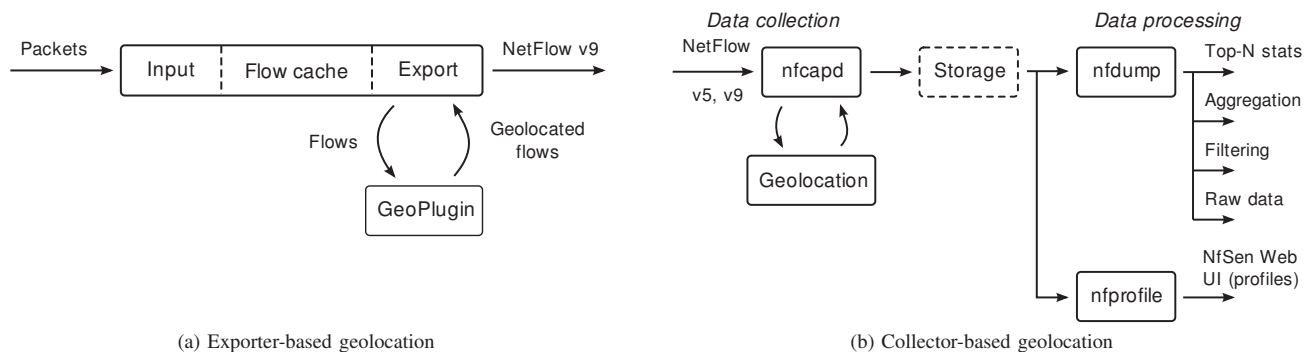 Packets
Input
Flow cache
Export
NetFlow v9
Flows
Geolocated
flows
GeoPlugin
(a) Exporter-based geolocation
Data collection
Data processing
NetFlow
v5, v9
nfcapd
Storage
nfdump
Geolocation
Top-N stats
Aggregation
Filtering
Raw data
nfprofile
NfSen Web
UI (profiles)
(b) Collector-based geolocation